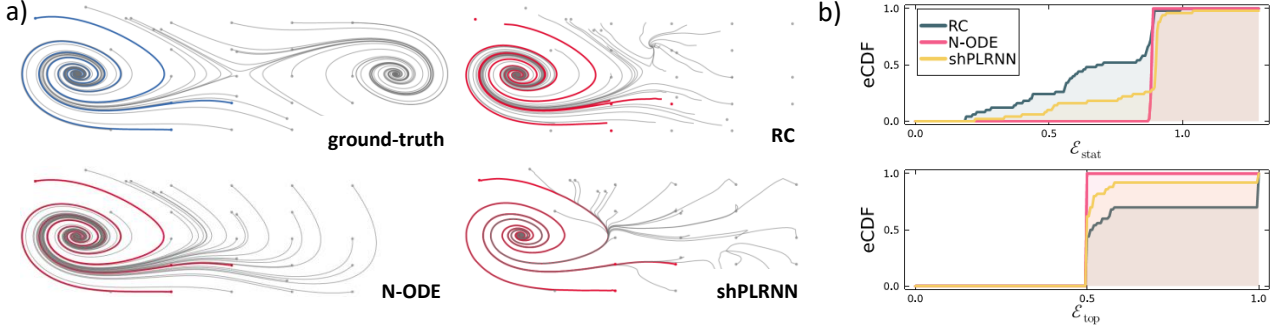 a)
ground-truth
RC
N-ODE
shPLRNN
b)
eCDF
1.0
0.5
0.0
RC
N-ODE
shPLRNN
0.0 0.5 1.0
ℰstat
eCDF
1.0
0.5
0.0
0.0 0.5 1.0
ℰtop